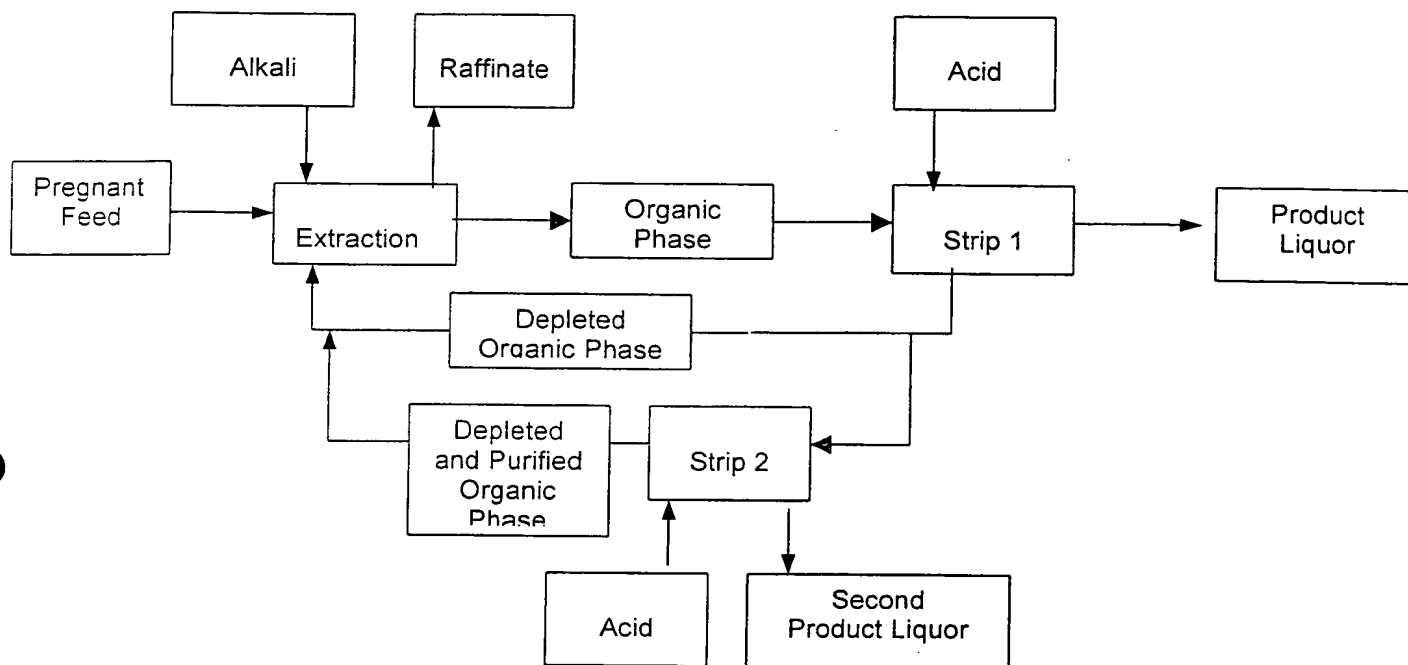 Alkali
Raffinate
Acid
Pregnant
Feed
Extraction
Organic
Phase
Strip 1
Product
Liquor
Depleted
Organic Phase
Depleted
and Purified
Organic
Phase
Strip 2
Acid
Second
Product Liquor